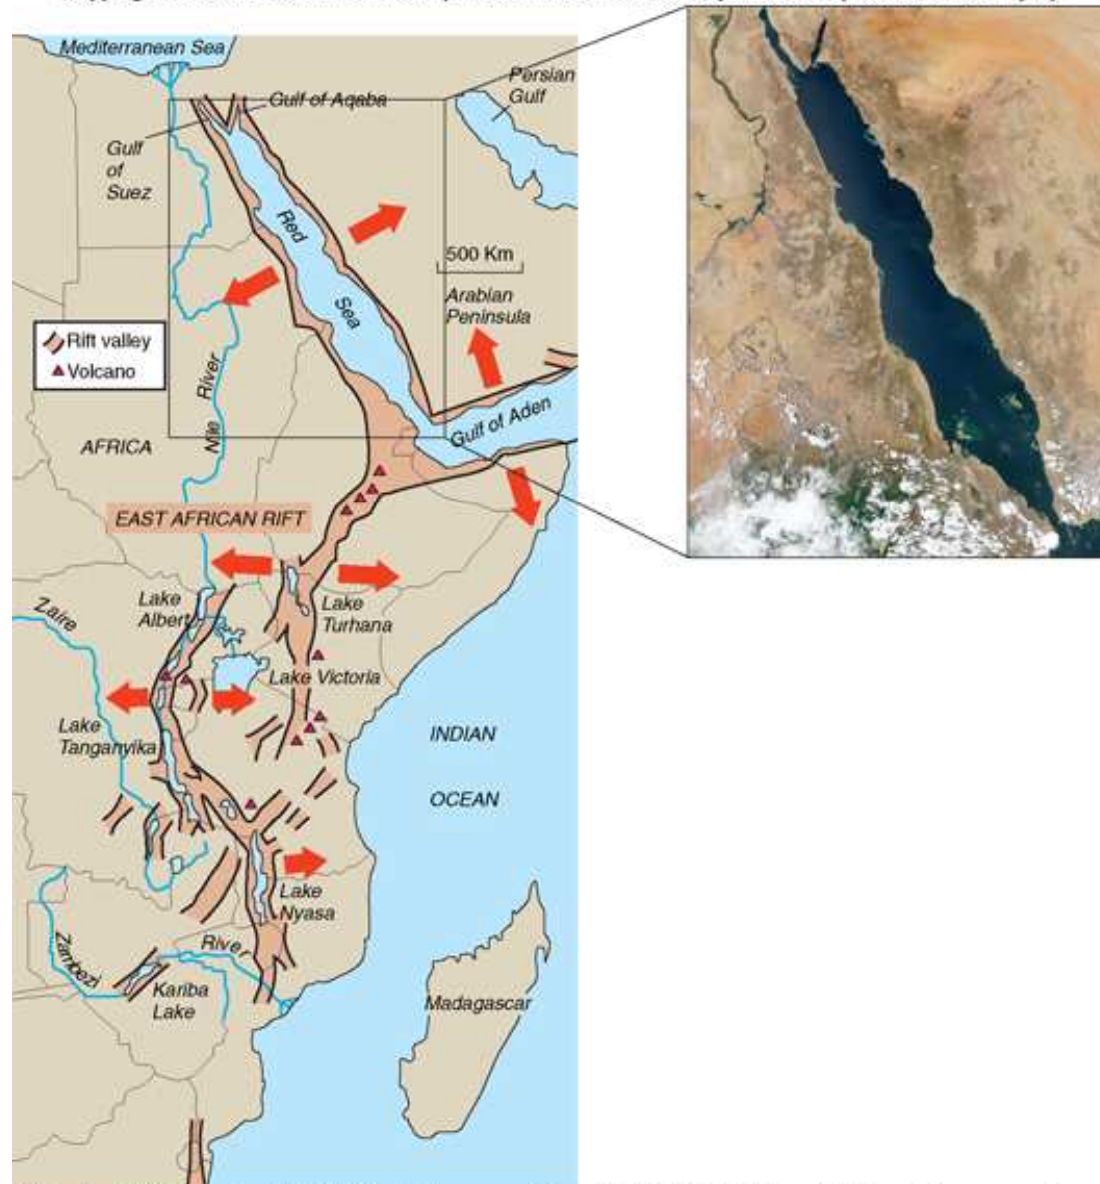 Mediterranean Sea
Gulf of Aqaba
Persian
Gulf
Gulf
of
Suez
Red
Sea
500 Km
Arabian
Peninsula
Rift valley
Volcano
Nile River
AFRICA
Gulf of Aden
EAST AFRICAN RIFT
Zaire
Lake
Albert
Lake
Turhana
Lake Victoria
Lake
Tanganyika
INDIAN
OCEAN
Lake
Nyasa
Zambezi
River
Kariba
Lake
Madagascar